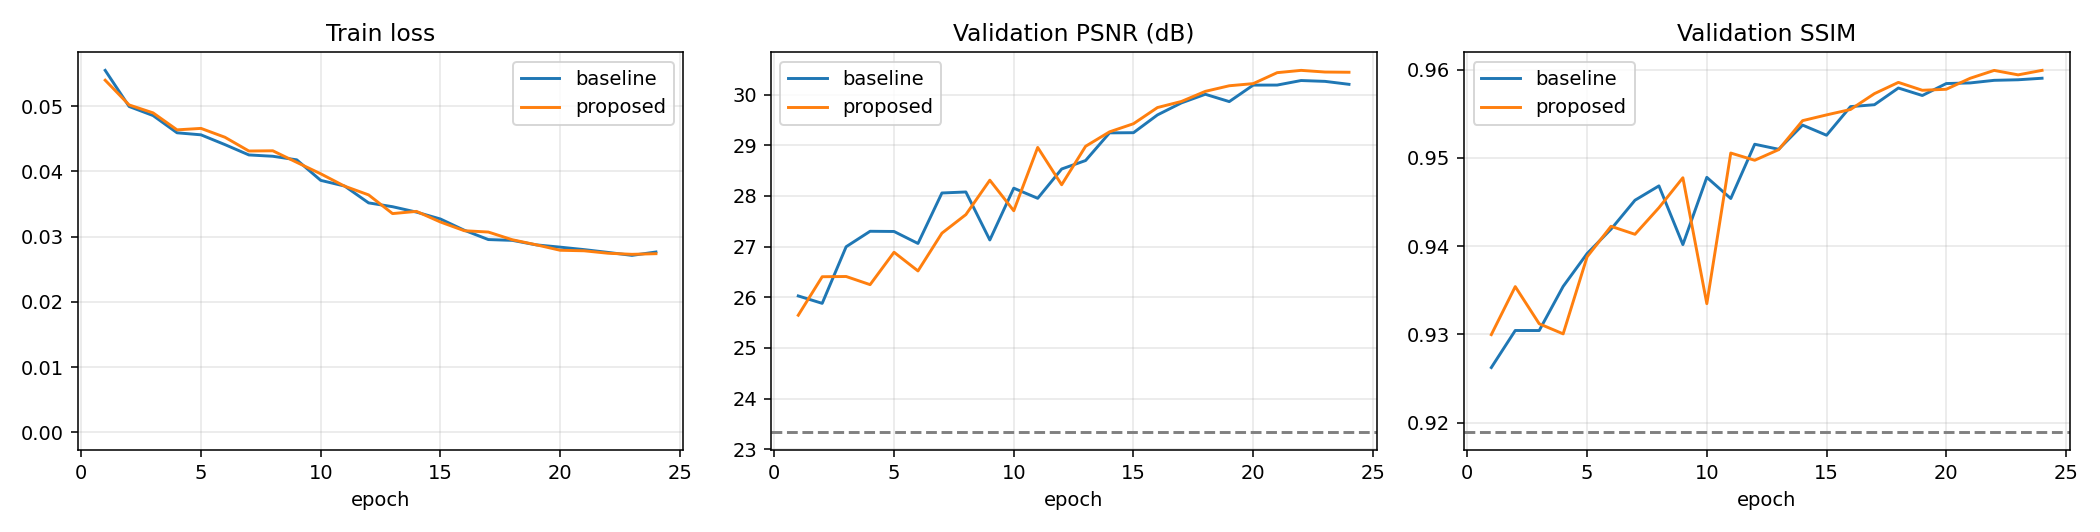 Train loss
baseline
proposed
0.05
0.04
0.03
0.02
0.01
0.00
0 5 10 15 20 25
epoch
Validation PSNR (dB)
baseline
proposed
30
29
28
27
26
25
24
23
0 5 10 15 20 25
epoch
Validation SSIM
baseline
proposed
0.96
0.95
0.94
0.93
0.92
0 5 10 15 20 25
epoch